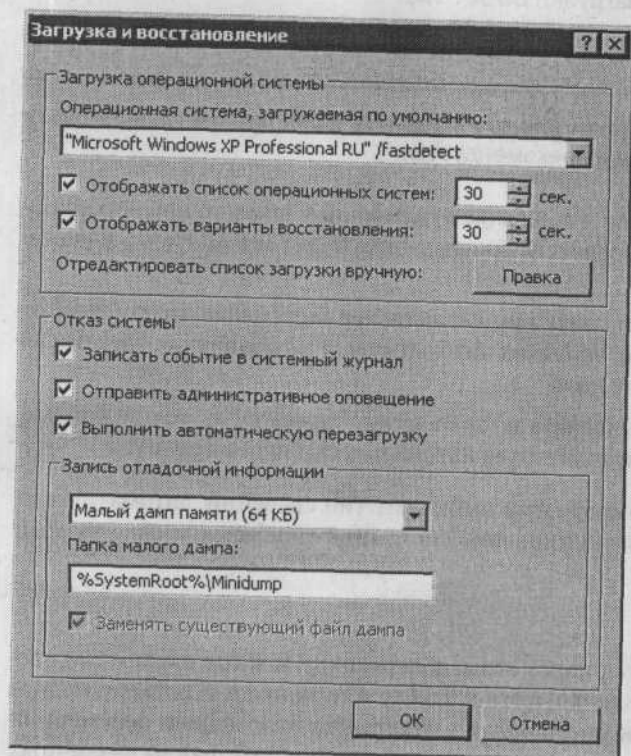 Загрузка и восстановление
Загрузка операционной системы
Операционная система, загружаемая по умолчанию:
"Microsoft Windows XP Professional RU" /fastdetect
Отображать список операционных систем: 30 сек.
Отображать варианты восстановления: 30 сек.
Отредактировать список загрузки вручную: Правка
Отказ системы
Записать событие в системный журнал
Отправить административное оповещение
Выполнить автоматическую перезагрузку
Запись отладочной информации
Малый дамп памяти (64 КБ)
Папка малого дампа:
%SystemRoot%\Minidump
Заменять существующий файл дампа
ОК Отмена